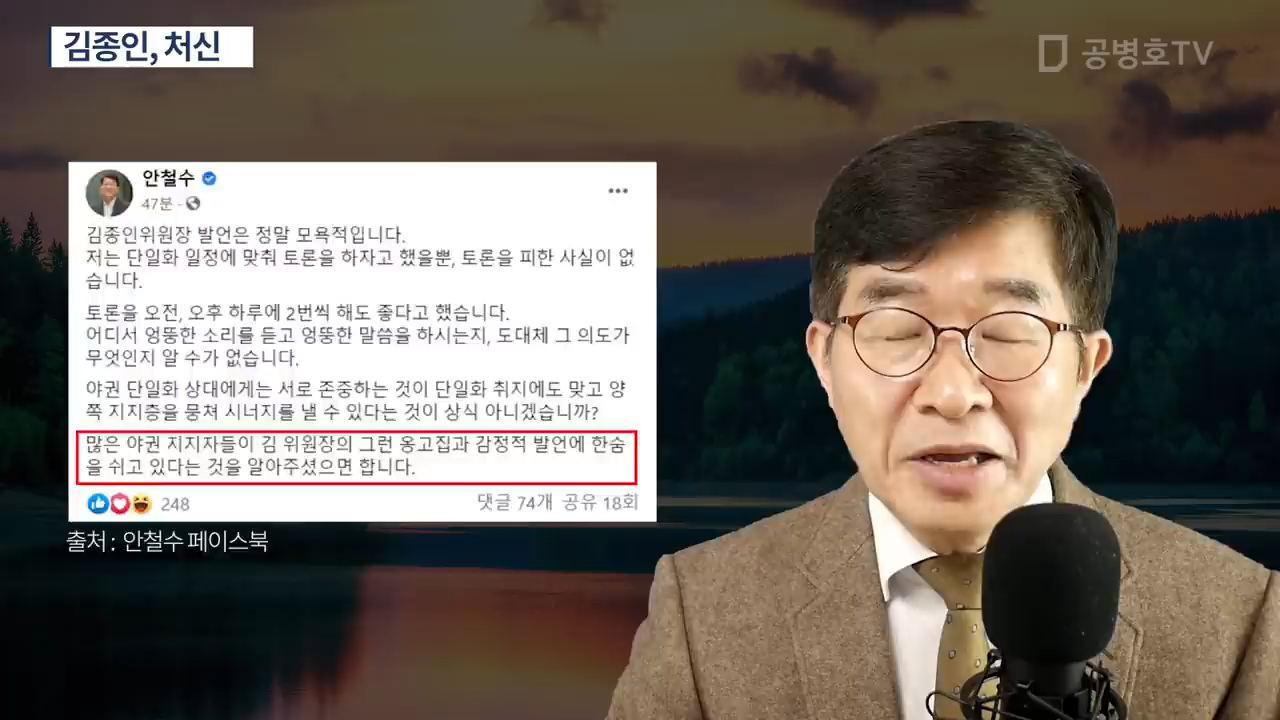 김종인, 처신
공병호TV
안철수
47분 ·
김종인위원장 발언은 정말 모욕적입니다.
저는 단일화 일정에 맞춰 토론을 하자고 했을뿐, 토론을 피한 사실이 없
습니다.
토론을 오전, 오후 하루에 2번씩 해도 좋다고 했습니다.
어디서 엉뚱한 소리를 듣고 엉뚱한 말씀을 하시는지, 도대체 그 의도가
무엇인지 알 수가 없습니다.
야권 단일화 상대에게는 서로 존중하는 것이 단일화 취지에도 맞고 양
쪽 지지층을 뭉쳐 시너지를 낼 수 있다는 것이 상식 아니겠습니까?
많은 야권 지지자들이 김 위원장의 그런 옹고집과 감정적 발언에 한숨
을 쉬고 있다는 것을 알아주셨으면 합니다.
248
댓글 74개 공유 18회
출처 : 안철수 페이스북